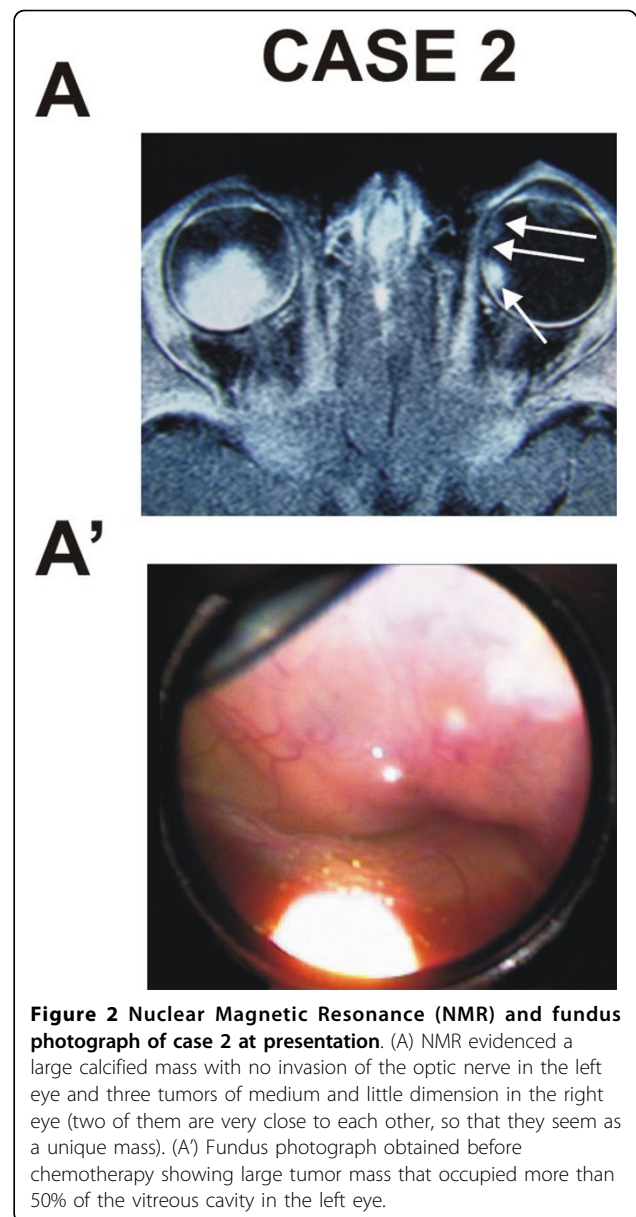 CASE 2
A
A'
Figure 2 Nuclear Magnetic Resonance (NMR) and fundus
photograph of case 2 at presentation. (A) NMR evidenced a
large calcified mass with no invasion of the optic nerve in the left
eye and three tumors of medium and little dimension in the right
eye (two of them are very close to each other, so that they seem as
a unique mass). (A') Fundus photograph obtained before
chemotherapy showing large tumor mass that occupied more than
50% of the vitreous cavity in the left eye.